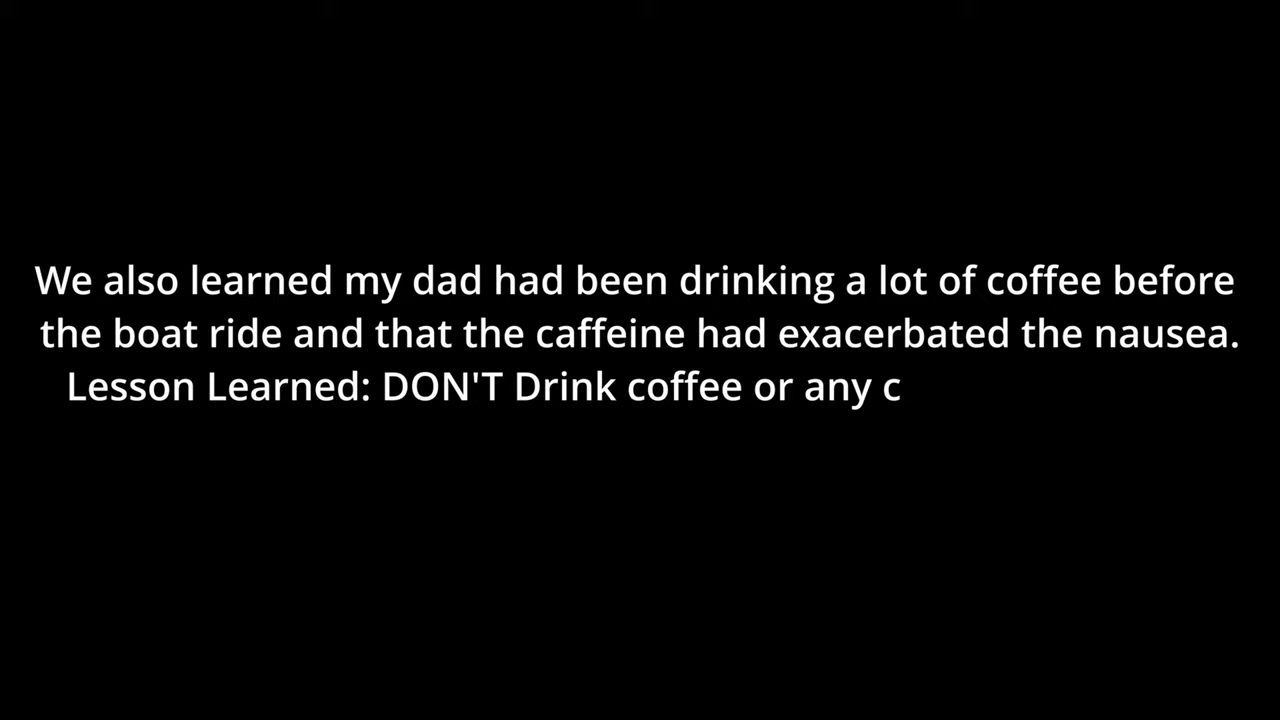 We also learned my dad had been drinking a lot of coffee before
the boat ride and that the caffeine had exacerbated the nausea.
Lesson Learned: DON'T Drink coffee or any c